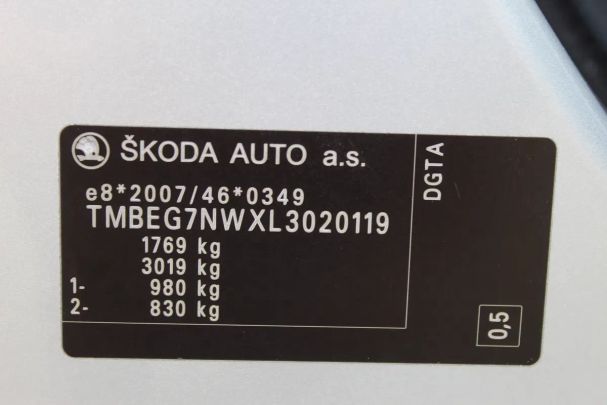 ŠKODA AUTO a.s.
e8*2007/46*0349
TMBEG7NWXL3020119
1769 kg
3019 kg
1- 980 kg
2- 830 kg
DGTA
0,5